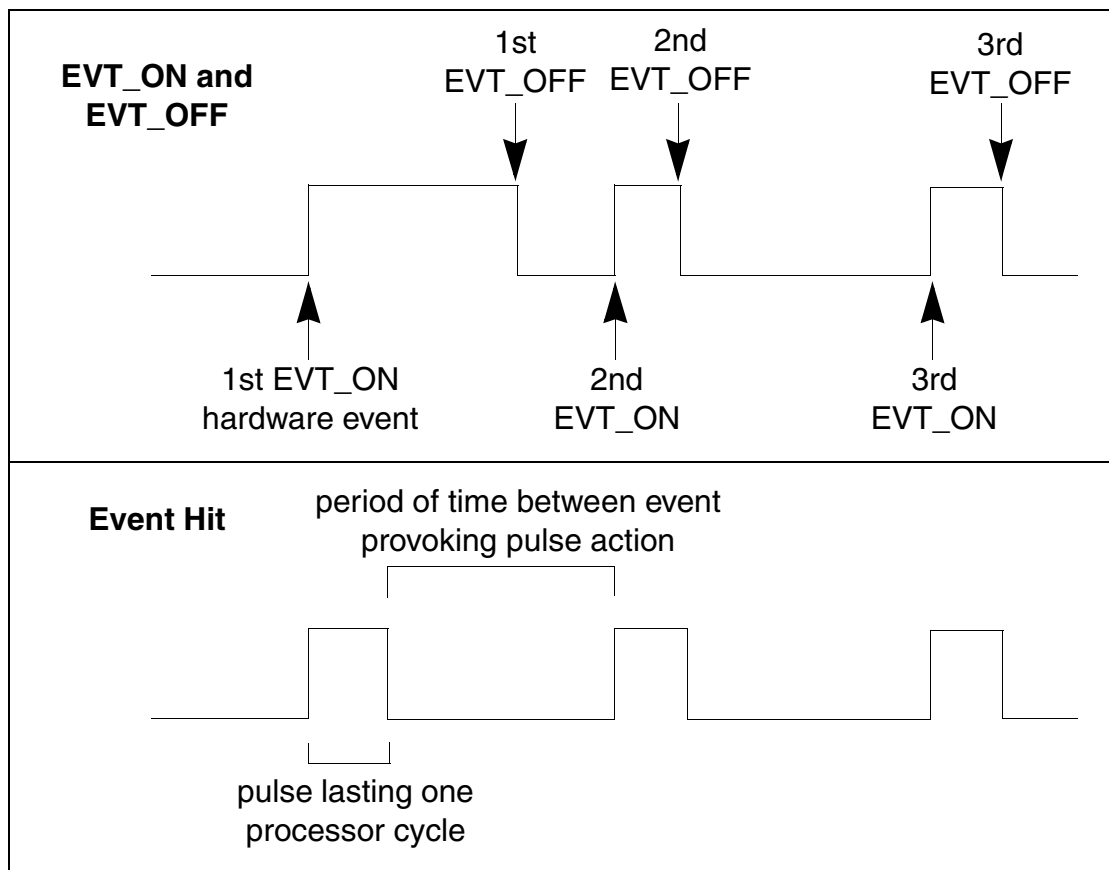 EVT_ON and
EVT_OFF
1st
EVT_OFF
2nd
EVT_OFF
3rd
EVT_OFF
1st EVT_ON
hardware event
2nd
EVT_ON
3rd
EVT_ON
Event Hit
period of time between event
provoking pulse action
pulse lasting one
processor cycle